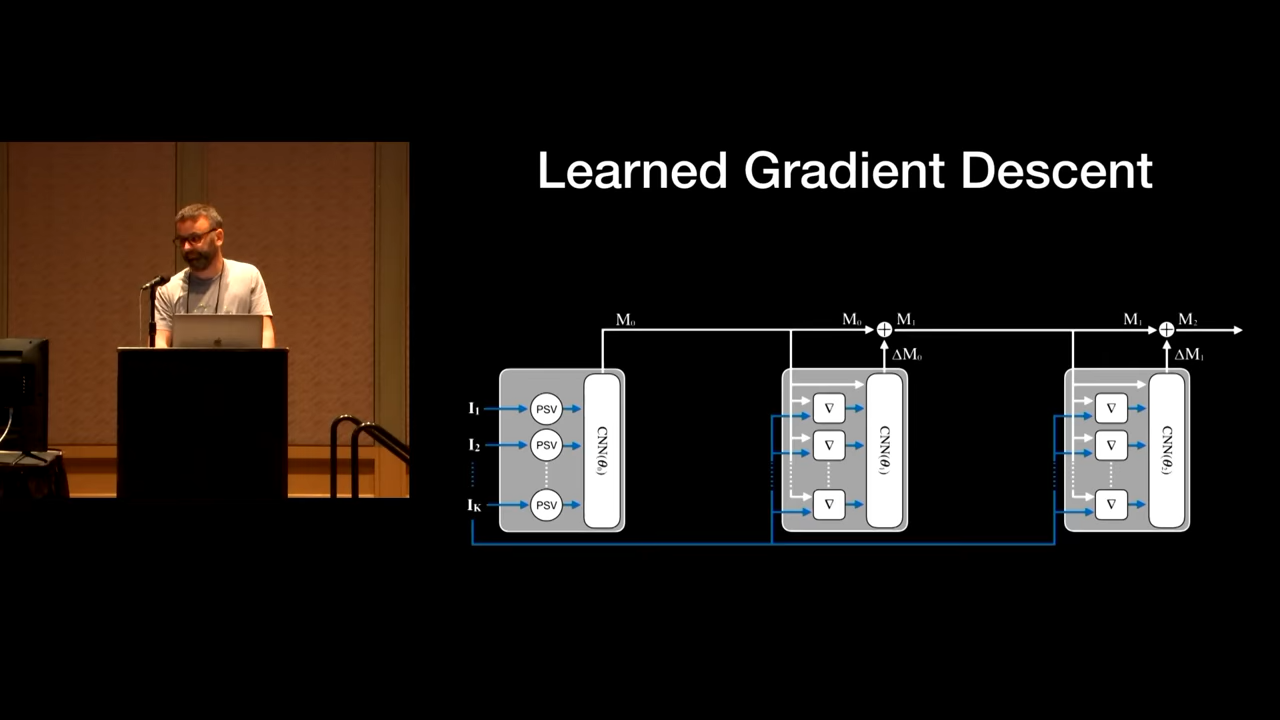 Learned Gradient Descent
M₀ M₀ M₁ M₁ M₂
ΔM₀ ΔM₁
I₁ PSV ∇ ∇
I₂ PSV ∇ ∇
I_K PSV ∇ ∇
CNN(θ₀) CNN(θ₁) CNN(θ₂)